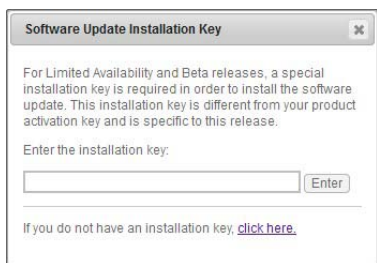 Software Update Installation Key
For Limited Availability and Beta releases, a special
installation key is required in order to install the software
update. This installation key is different from your product
activation key and is specific to this release.
Enter the installation key:
Enter
If you do not have an installation key, click here.